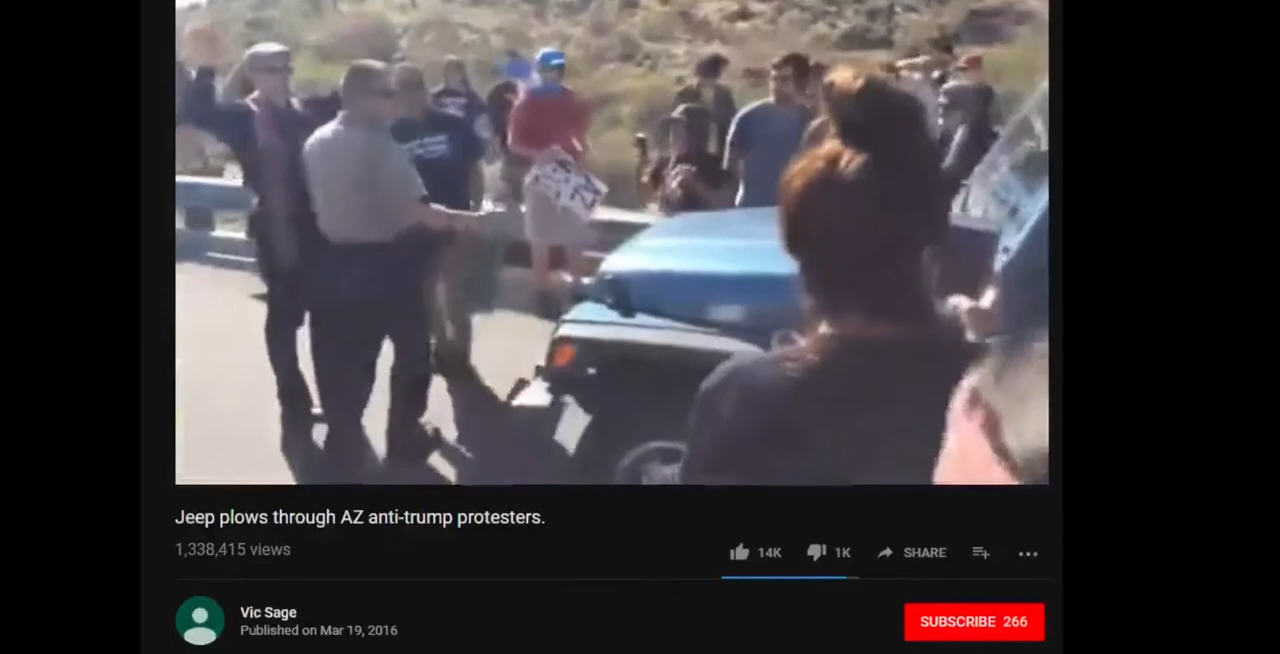 Jeep plows through AZ anti-trump protesters.
1,338,415 views
14K 1K SHARE
Vic Sage
Published on Mar 19, 2016
SUBSCRIBE 266